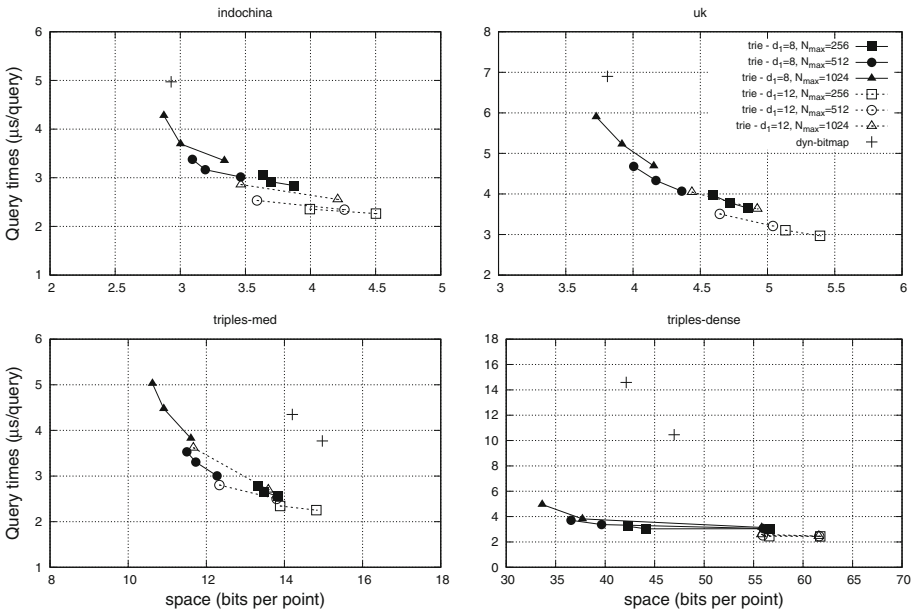 indochina
6
5
4
3
2
1
2 2.5 3 3.5 4 4.5 5
Query times (μs/query)
uk
8
7
6
5
4
3
2
3 3.5 4 4.5 5 5.5 6
trie - d₁=8, Nmax=256
trie - d₁=8, Nmax=512
trie - d₁=8, Nmax=1024
trie - d₁=12, Nmax=256
trie - d₁=12, Nmax=512
trie - d₁=12, Nmax=1024
dyn-bitmap
triples-med
6
5
4
3
2
1
8 10 12 14 16 18
Query times (μs/query)
space (bits per point)
triples-dense
18
16
14
12
10
8
6
4
2
0
30 35 40 45 50 55 60 65 70
space (bits per point)